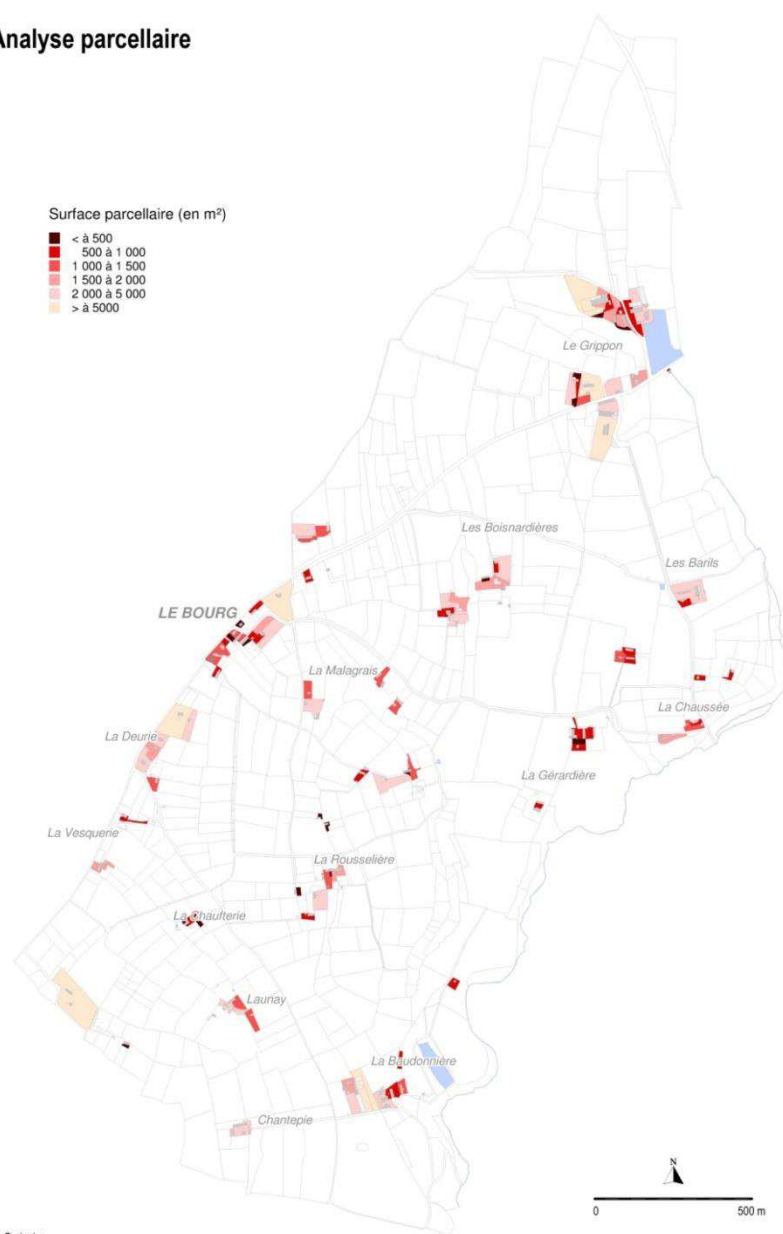 Analyse parcellaire
Surface parcellaire (en m²)
< à 500
500 à 1 000
1 000 à 1 500
1 500 à 2 000
2 000 à 5 000
> à 5000
Le Grippon
Les Boisnardières
Les Barils
LE BOURG
La Malagrais
La Chaussée
La Deurie
La Gérardière
La Vesquerie
La Rousselière
La Chaufterie
Launay
La Baudonnière
Chantepie
N
0 500 m